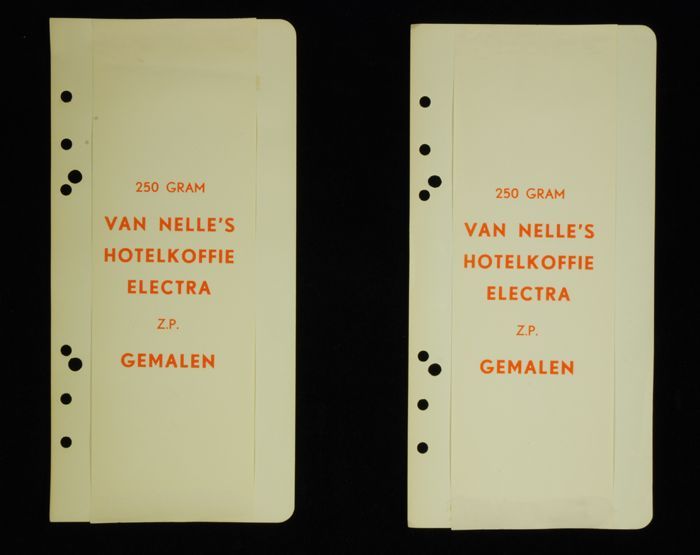 250 GRAM
VAN NELLE'S
HOTELKOFFIE
ELECTRA
Z.P.
GEMALEN
250 GRAM
VAN NELLE'S
HOTELKOFFIE
ELECTRA
Z.P.
GEMALEN